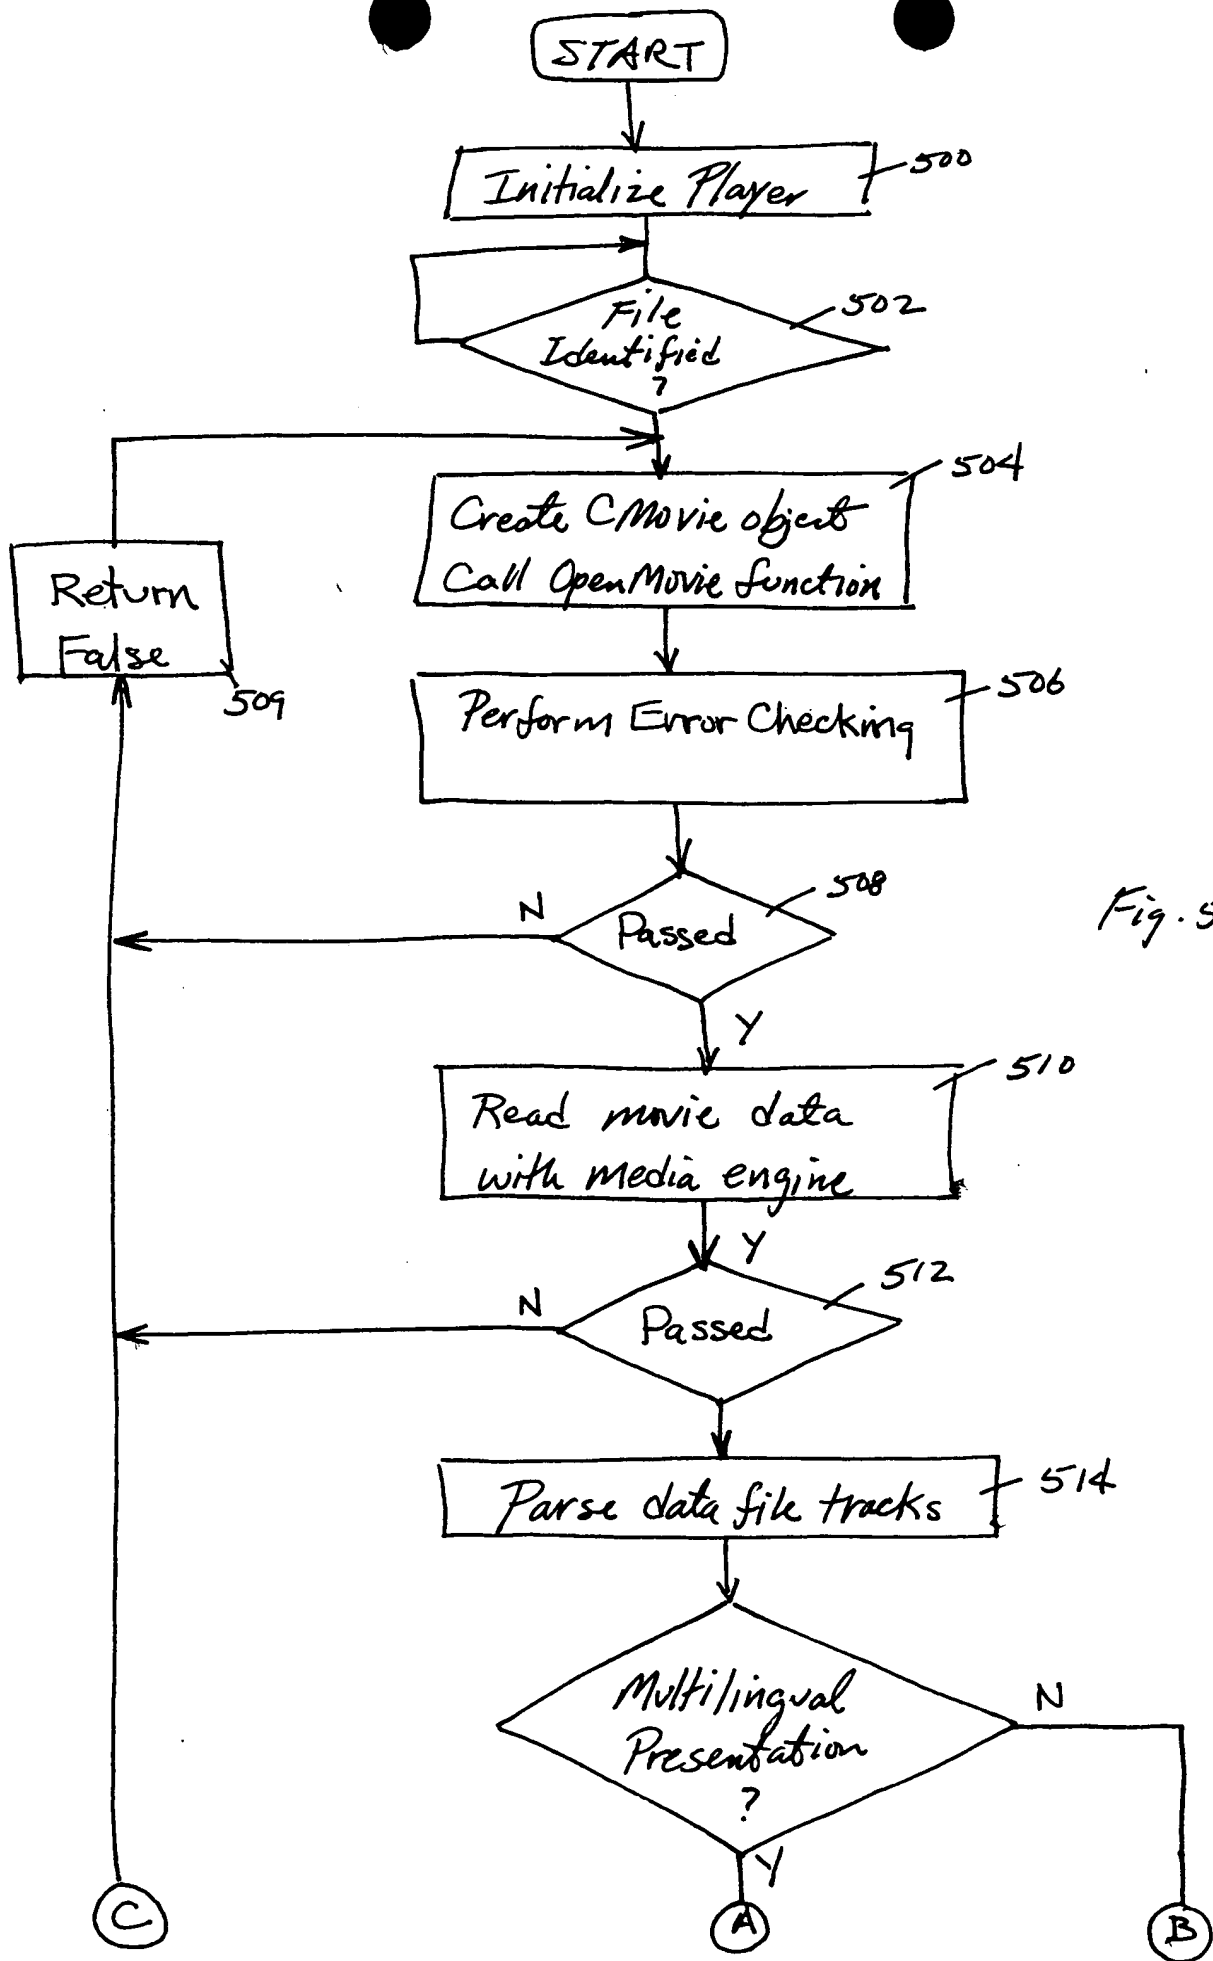 START
Initialize Player
500
File
Identified
?
502
504
Create CMovie object
Call OpenMovie function
Return
False
509
506
Perform Error Checking
508
N
Passed
Fig. 5
Y
510
Read movie data
with media engine
Y
512
N
Passed
514
Parse data file tracks
Multilingual
Presentation
?
N
Y
C
A
B